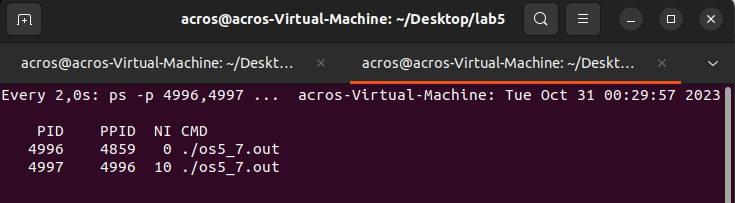 acros@acros-Virtual-Machine: ~/Desktop/lab5
acros@acros-Virtual-Machine: ~/Deskt... × acros@acros-Virtual-Machine: ~/Deskt... ×
Every 2,0s: ps -p 4996,4997 ...  acros-Virtual-Machine: Tue Oct 31 00:29:57 2023
PID    PPID  NI CMD
4996    4859   0 ./os5_7.out
4997    4996  10 ./os5_7.out